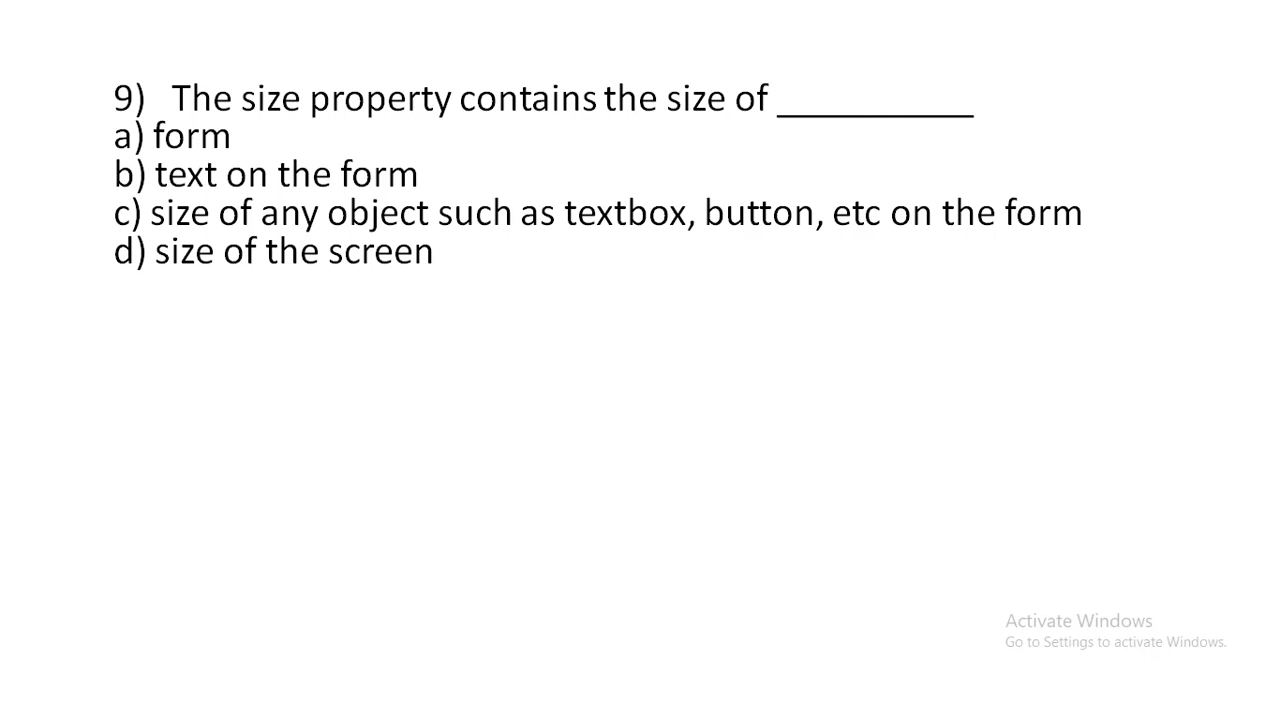 9)   The size property contains the size of __________
a) form
b) text on the form
c) size of any object such as textbox, button, etc on the form
d) size of the screen
Activate Windows
Go to Settings to activate Windows.